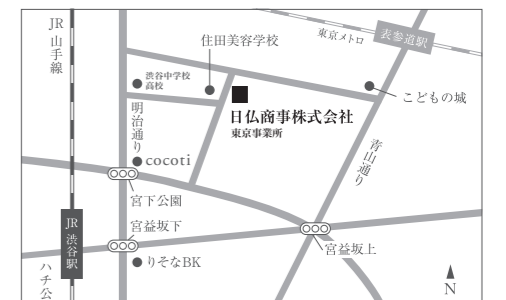 JR
山手線
住田美容学校
東京メトロ
表参道駅
渋谷中学校
高校
こどもの城
明治通り
日仏商事株式会社
東京事業所
青山通り
cocoti
宮下公園
JR
渋谷駅
宮益坂下
宮益坂上
りそなBK
ハチ公
N